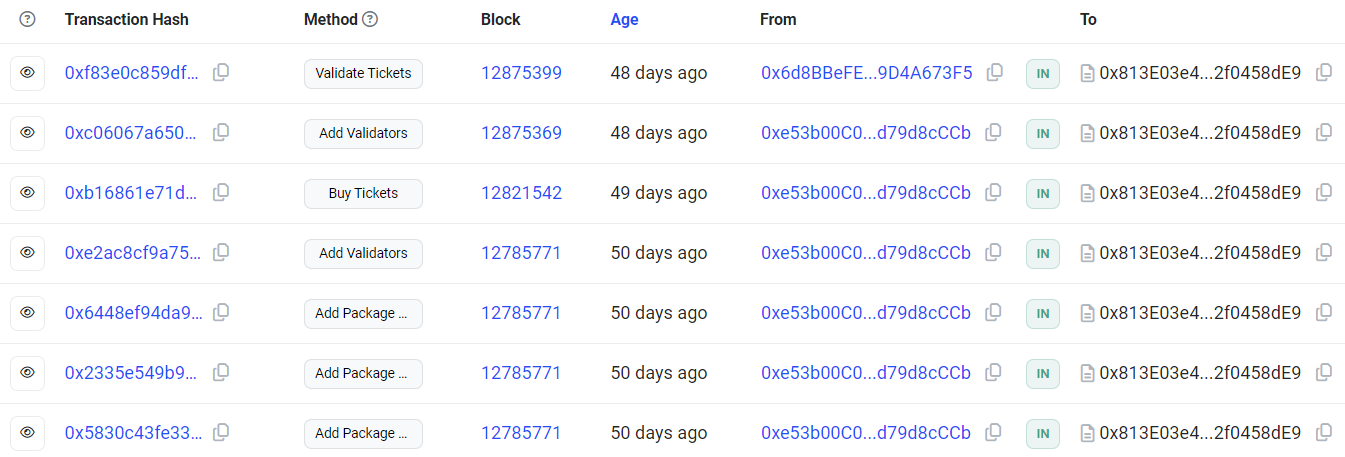 Transaction Hash Method Block Age From To
0xf83e0c859df... Validate Tickets 12875399 48 days ago 0x6d8BBeFE...9D4A673F5 IN 0x813E03e4...2f0458dE9
0xc06067a650... Add Validators 12875369 48 days ago 0xe53b00C0...d79d8cCCb IN 0x813E03e4...2f0458dE9
0xb16861e71d... Buy Tickets 12821542 49 days ago 0xe53b00C0...d79d8cCCb IN 0x813E03e4...2f0458dE9
0xe2ac8cf9a75... Add Validators 12785771 50 days ago 0xe53b00C0...d79d8cCCb IN 0x813E03e4...2f0458dE9
0x6448ef94da9... Add Package ... 12785771 50 days ago 0xe53b00C0...d79d8cCCb IN 0x813E03e4...2f0458dE9
0x2335e549b9... Add Package ... 12785771 50 days ago 0xe53b00C0...d79d8cCCb IN 0x813E03e4...2f0458dE9
0x5830c43fe33... Add Package ... 12785771 50 days ago 0xe53b00C0...d79d8cCCb IN 0x813E03e4...2f0458dE9